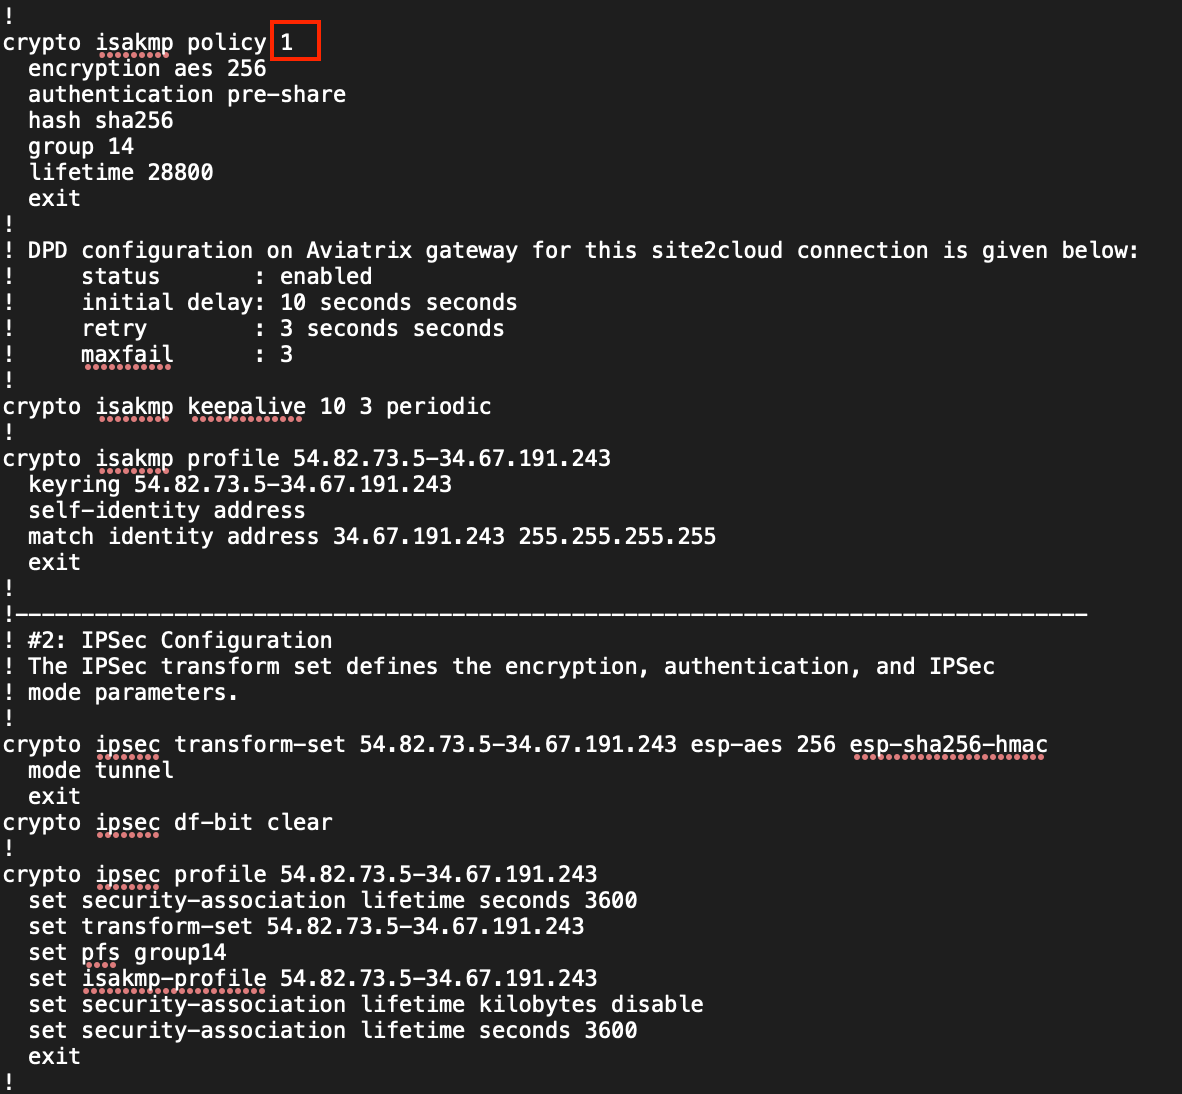 !
crypto isakmp policy 1
  encryption aes 256
  authentication pre-share
  hash sha256
  group 14
  lifetime 28800
  exit
!
! DPD configuration on Aviatrix gateway for this site2cloud connection is given below:
!     status       : enabled
!     initial delay: 10 seconds seconds
!     retry        : 3 seconds seconds
!     maxfail      : 3
!
crypto isakmp keepalive 10 3 periodic
!
crypto isakmp profile 54.82.73.5-34.67.191.243
  keyring 54.82.73.5-34.67.191.243
  self-identity address
  match identity address 34.67.191.243 255.255.255.255
  exit
!
!---------------------------------------------------------------------------------
! #2: IPSec Configuration
! The IPSec transform set defines the encryption, authentication, and IPSec
! mode parameters.
!
crypto ipsec transform-set 54.82.73.5-34.67.191.243 esp-aes 256 esp-sha256-hmac
  mode tunnel
  exit
crypto ipsec df-bit clear
!
crypto ipsec profile 54.82.73.5-34.67.191.243
  set security-association lifetime seconds 3600
  set transform-set 54.82.73.5-34.67.191.243
  set pfs group14
  set isakmp-profile 54.82.73.5-34.67.191.243
  set security-association lifetime kilobytes disable
  set security-association lifetime seconds 3600
  exit
!